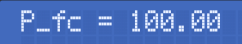 P_fc = 100.00